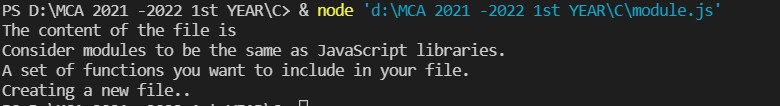 PS D:\MCA 2021 -2022 1st YEAR\C> & node 'd:\MCA 2021 -2022 1st YEAR\C\module.js'
The content of the file is
Consider modules to be the same as JavaScript libraries.
A set of functions you want to include in your file.
Creating a new file..